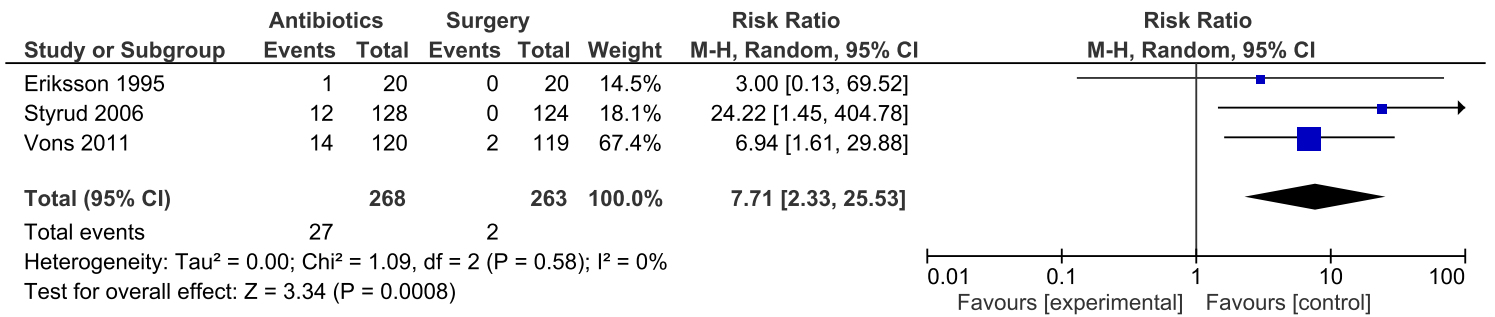 Antibiotics Surgery Risk Ratio Risk Ratio
Study or Subgroup Events Total Events Total Weight M-H, Random, 95% CI M-H, Random, 95% CI
Eriksson 1995 1 20 0 20 14.5% 3.00 [0.13, 69.52]
Styrud 2006 12 128 0 124 18.1% 24.22 [1.45, 404.78]
Vons 2011 14 120 2 119 67.4% 6.94 [1.61, 29.88]
Total (95% CI) 268 263 100.0% 7.71 [2.33, 25.53]
Total events 27 2
Heterogeneity: Tau² = 0.00; Chi² = 1.09, df = 2 (P = 0.58); I² = 0%
Test for overall effect: Z = 3.34 (P = 0.0008)
0.01 0.1 1 10 100
Favours [experimental] Favours [control]